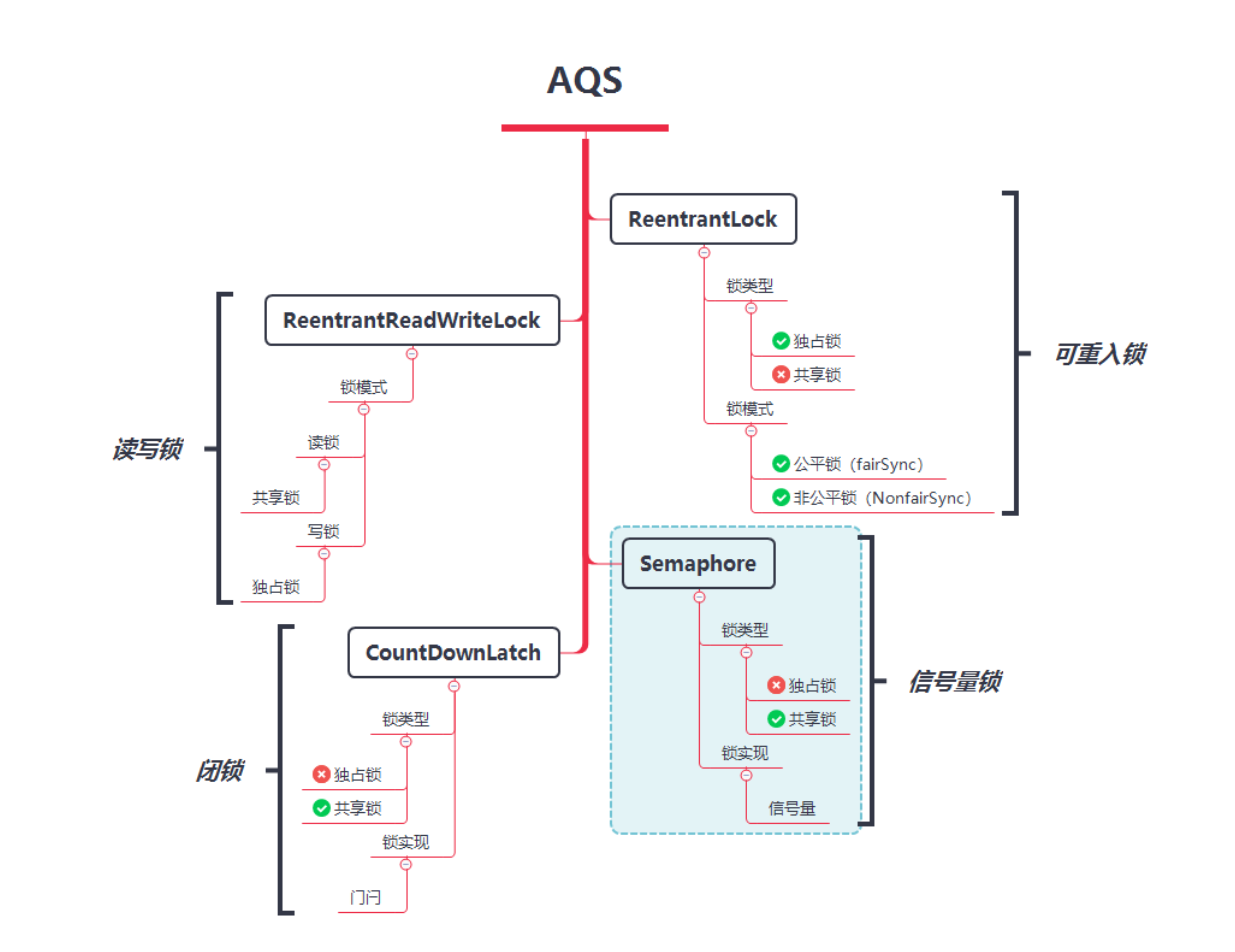 AQS
ReentrantLock
锁类型
独占锁
共享锁
锁模式
公平锁（fairSync）
非公平锁（NonfairSync）
可重入锁
ReentrantReadWriteLock
锁模式
读锁
共享锁
写锁
独占锁
读写锁
Semaphore
锁类型
独占锁
共享锁
锁实现
信号量
信号量锁
CountDownLatch
锁类型
独占锁
共享锁
锁实现
门闩
闭锁